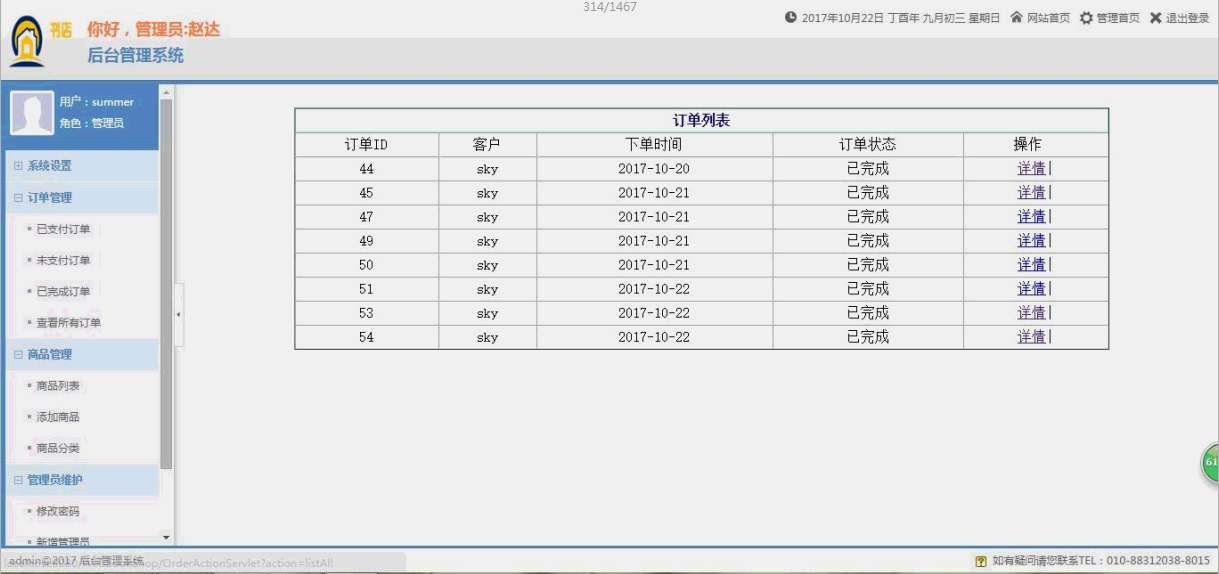 314/1467
书店 你好，管理员:赵达
2017年10月22日 丁酉年 九月初三 星期日 网站首页 管理首页 退出登录
后台管理系统
用户：summer
角色：管理员
系统设置
订单管理
已支付订单
未支付订单
已完成订单
查看所有订单
商品管理
商品列表
添加商品
商品分类
管理员维护
修改密码
新增管理员
订单列表
订单ID 客户 下单时间 订单状态 操作
44 sky 2017-10-20 已完成 详情|
45 sky 2017-10-21 已完成 详情|
47 sky 2017-10-21 已完成 详情|
49 sky 2017-10-21 已完成 详情|
50 sky 2017-10-21 已完成 详情|
51 sky 2017-10-22 已完成 详情|
53 sky 2017-10-22 已完成 详情|
54 sky 2017-10-22 已完成 详情|
61
admin©2017 后台管理系统
/OrderActionServlet?action=listAll
如有疑问请您联系TEL：010-88312038-8015